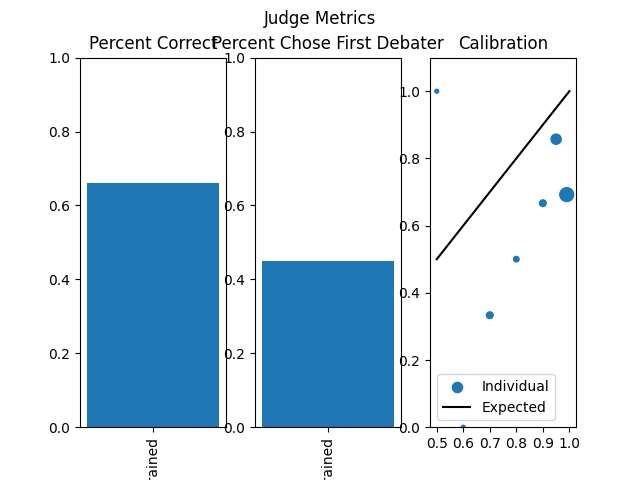 Judge Metrics
Percent Correct
Percent Chose First Debater
Calibration
1.0
0.8
0.6
0.4
0.2
0.0
rained
1.0
0.8
0.6
0.4
0.2
0.0
rained
1.0
0.8
0.6
0.4
0.2
0.0
Individual
Expected
0.5 0.6 0.7 0.8 0.9 1.0